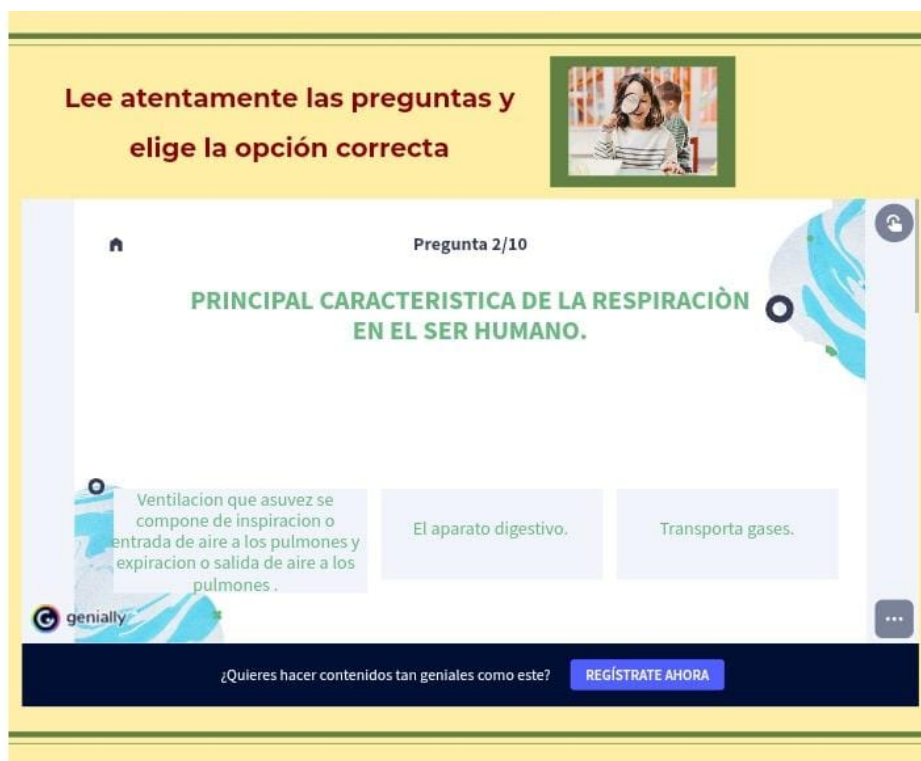 Lee atentamente las preguntas y
elige la opción correcta
Pregunta 2/10
PRINCIPAL CARACTERISTICA DE LA RESPIRACIÒN
EN EL SER HUMANO.
Ventilacion que asuvez se
compone de inspiracion o
entrada de aire a los pulmones y
expiracion o salida de aire a los
pulmones .
El aparato digestivo.
Transporta gases.
genially
¿Quieres hacer contenidos tan geniales como este?
REGÍSTRATE AHORA